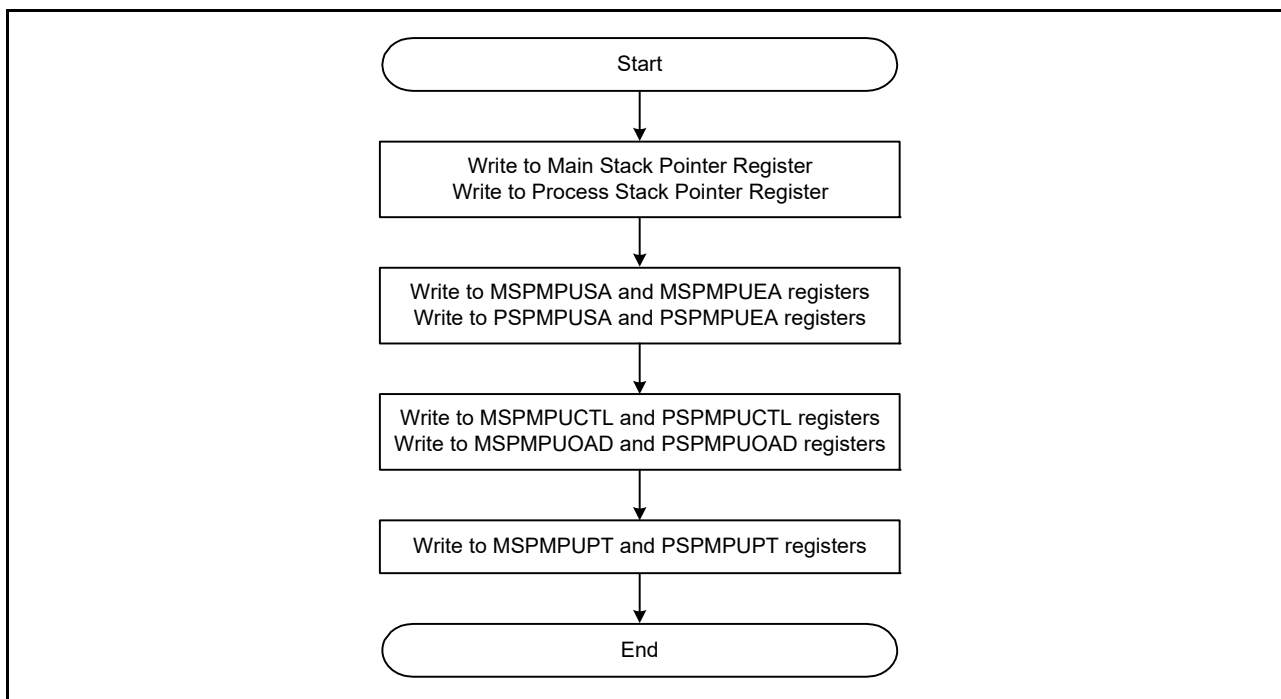 Start
Write to Main Stack Pointer Register
Write to Process Stack Pointer Register
Write to MSPMPUSA and MSPMPUEA registers
Write to PSPMPUSA and PSPMPUEA registers
Write to MSPMPUCTL and PSPMPUCTL registers
Write to MSPMPUOAD and PSPMPUOAD registers
Write to MSPMPUPT and PSPMPUPT registers
End